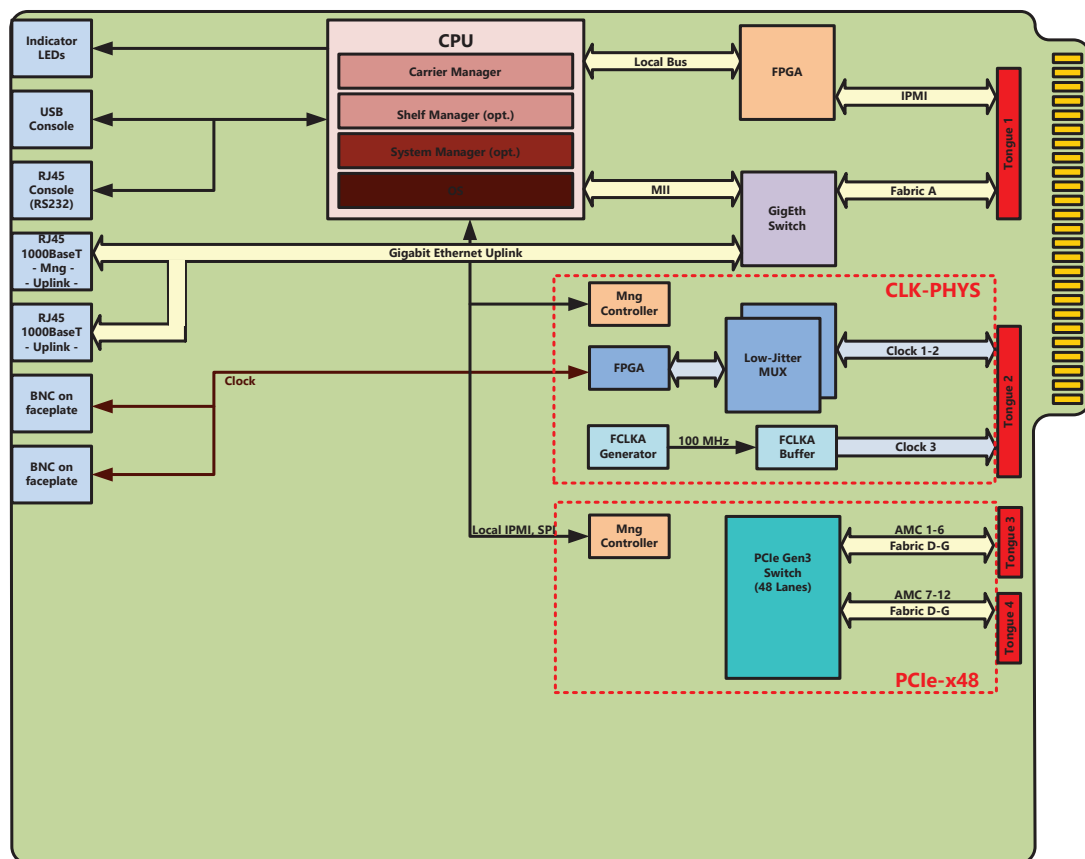 Indicator
LEDs
USB
Console
RJ45
Console
(RS232)
RJ45
1000BaseT
- Mng -
- Uplink -
RJ45
1000BaseT
- Uplink -
BNC on
faceplate
BNC on
faceplate
CPU
Carrier Manager
Shelf Manager (opt.)
System Manager (opt.)
OS
Local Bus
FPGA
IPMI
Tongue 1
MII
GigEth
Switch
Fabric A
Gigabit Ethernet Uplink
CLK-PHYS
Mng
Controller
Clock
FPGA
Low-Jitter
MUX
Clock 1-2
Tongue 2
FCLKA
Generator
100 MHz
FCLKA
Buffer
Clock 3
Local IPMI, SPI
Mng
Controller
PCIe Gen3
Switch
(48 Lanes)
AMC 1-6
Fabric D-G
Tongue 3
AMC 7-12
Fabric D-G
Tongue 4
PCIe-x48